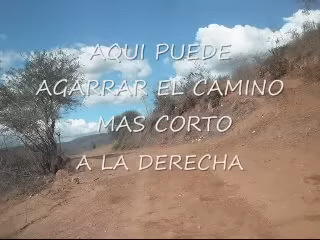 AQUI PUEDE
AGARRAR EL CAMINO
MAS CORTO
A LA DERECHA